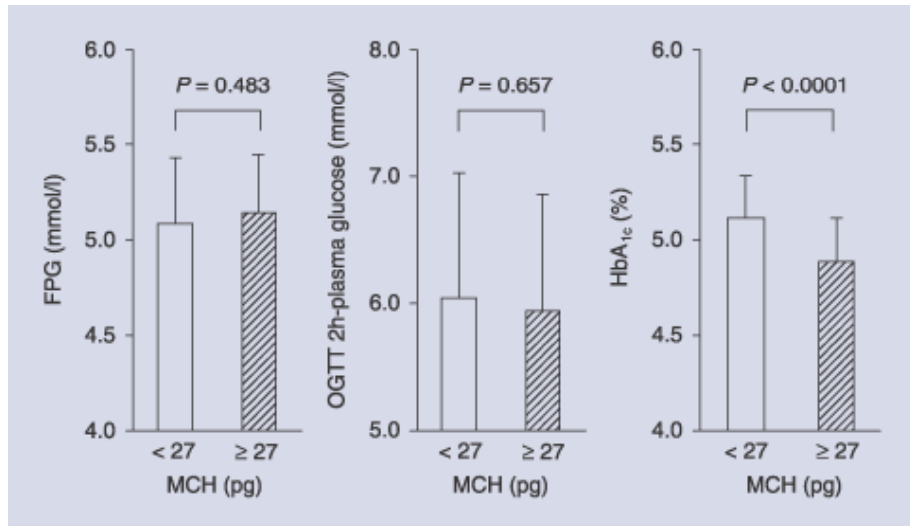 FPG (mmol/l)
6.0
5.5
5.0
4.5
4.0
P = 0.483
< 27
≥ 27
MCH (pg)
OGTT 2h-plasma glucose (mmol/l)
8.0
7.0
6.0
5.0
P = 0.657
< 27
≥ 27
MCH (pg)
HbA1c (%)
6.0
5.5
5.0
4.5
4.0
P < 0.0001
< 27
≥ 27
MCH (pg)